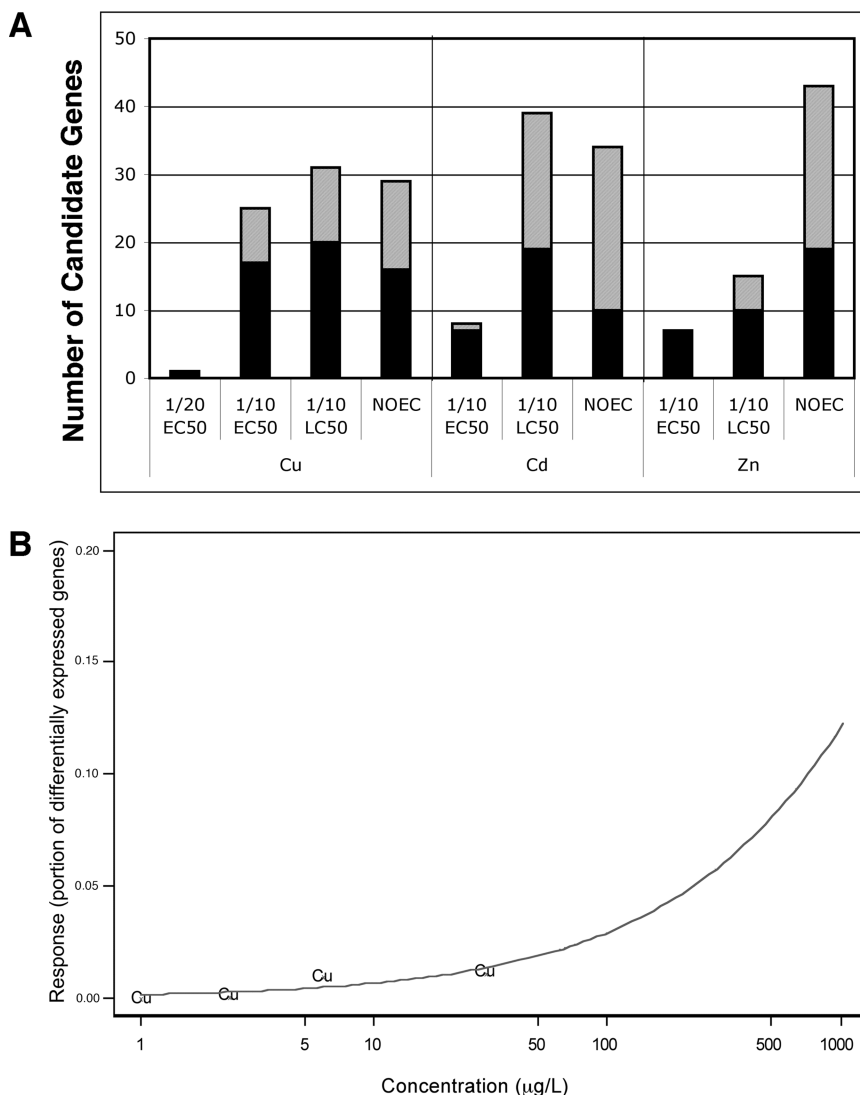 A
Number of Candidate Genes
50
40
30
20
10
0
1/20 EC50
1/10 EC50
1/10 LC50
NOEC
1/10 EC50
1/10 LC50
NOEC
1/10 EC50
1/10 LC50
NOEC
Cu
Cd
Zn
B
Response (portion of differentially expressed genes)
0.20
0.15
0.10
0.05
0.00
Cu
Cu
Cu
Cu
1
5
10
50
100
500
1000
Concentration (μg/L)